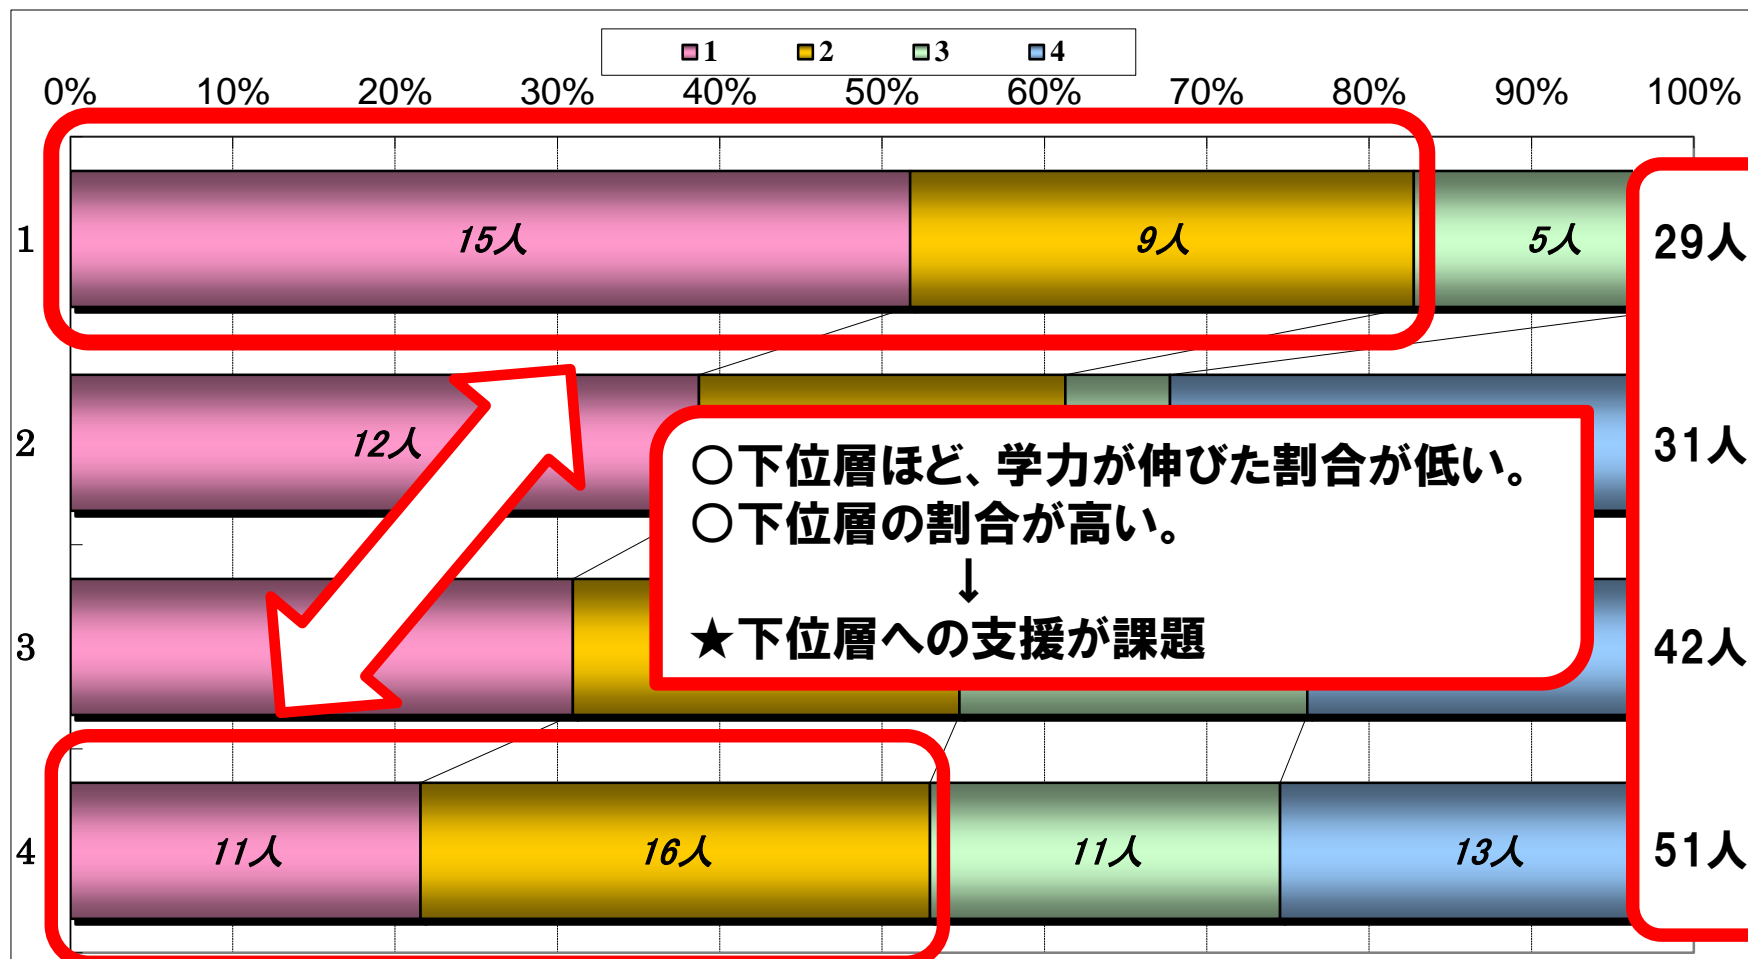 1 2 3 4
0% 10% 20% 30% 40% 50% 60% 70% 80% 90% 100%
1 15人 9人 5人 29人
2 12人 31人
○下位層ほど、学力が伸びた割合が低い。
○下位層の割合が高い。
↓
★下位層への支援が課題
3 42人
4 11人 16人 11人 13人 51人